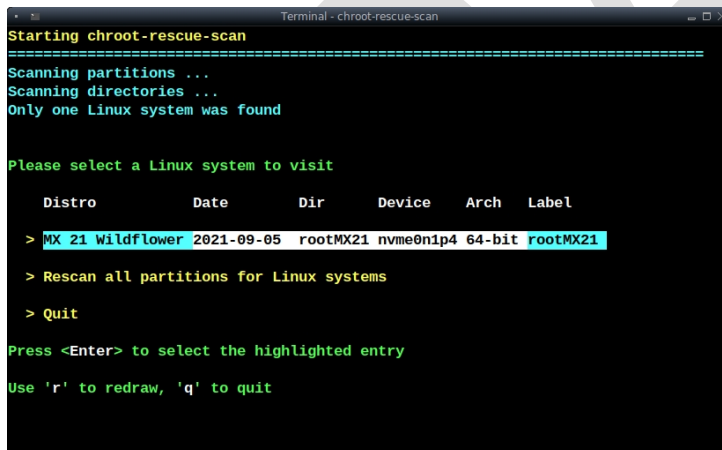 Terminal - chroot-rescue-scan
Starting chroot-rescue-scan
===============================================================================
Scanning partitions ...
Scanning directories ...
Only one Linux system was found
Please select a Linux system to visit
Distro Date Dir Device Arch Label
> MX 21 Wildflower 2021-09-05 rootMX21 nvme0n1p4 64-bit rootMX21
> Rescan all partitions for Linux systems
> Quit
Press <Enter> to select the highlighted entry
Use 'r' to redraw, 'q' to quit